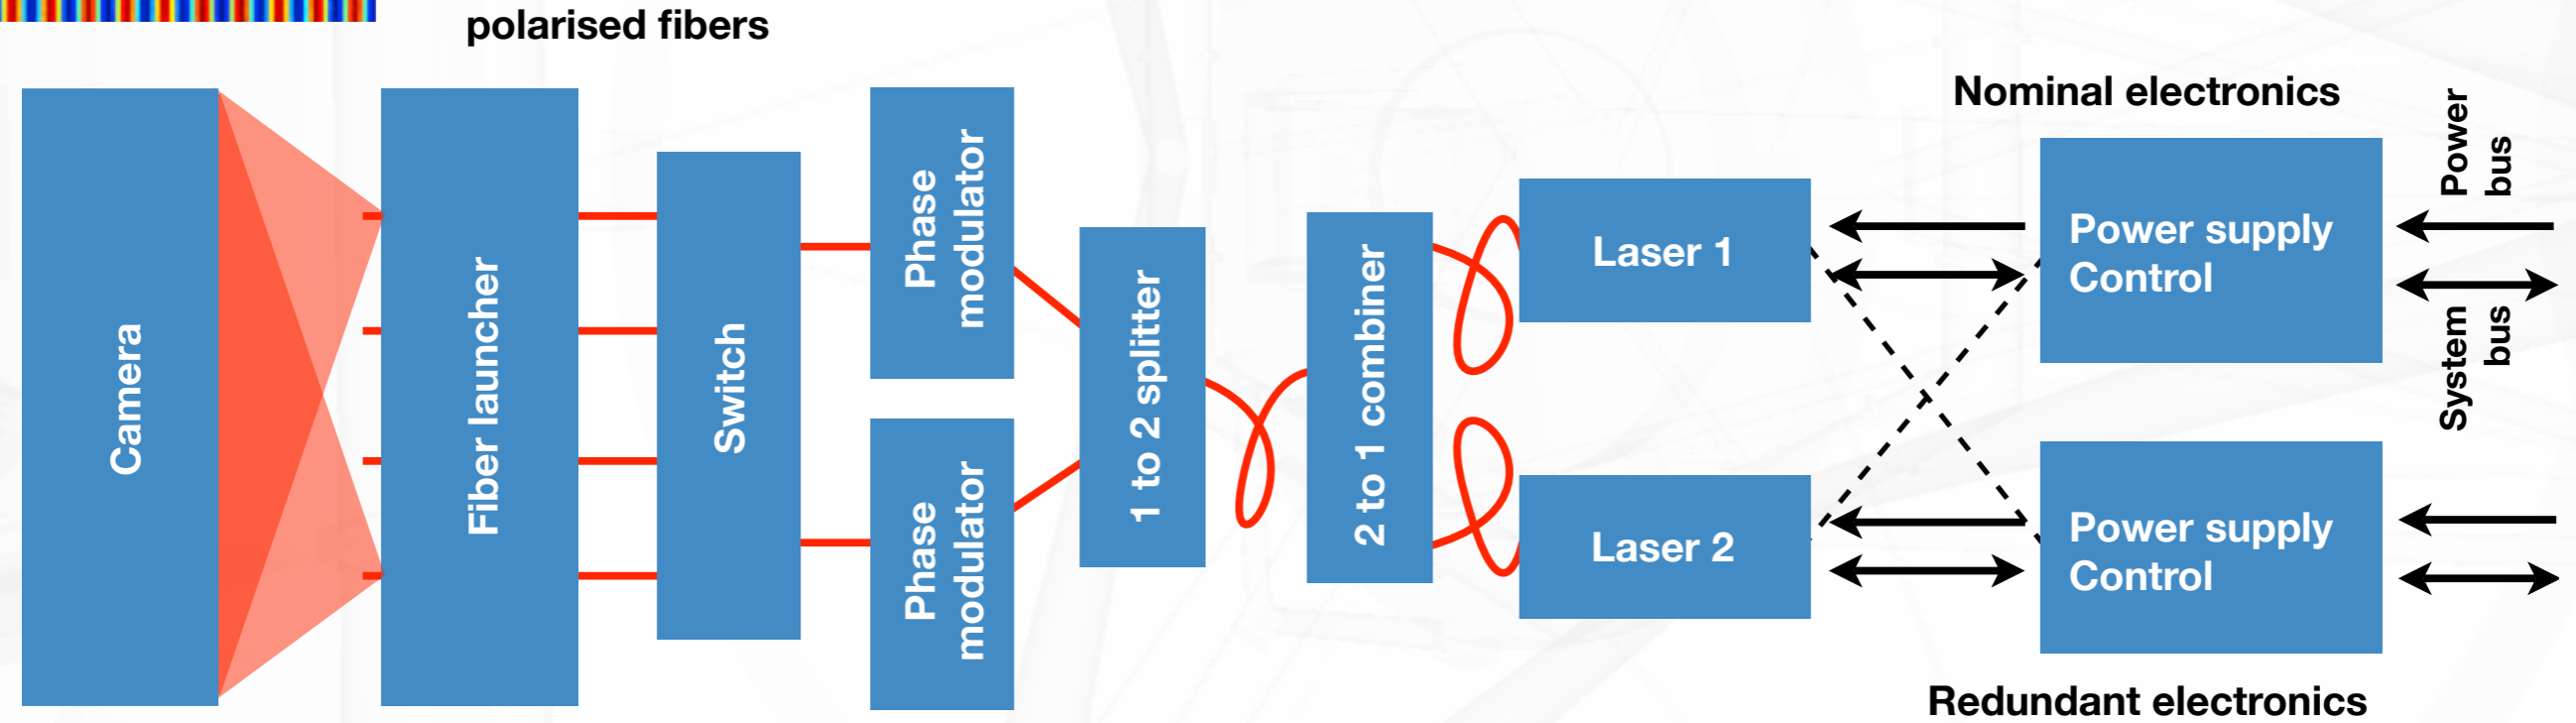 polarised fibers
Camera
Fiber launcher
Switch
Phase
modulator
Phase
modulator
1 to 2 splitter
2 to 1 combiner
Laser 1
Laser 2
Nominal electronics
Power supply
Control
Power
bus
System
bus
Power supply
Control
Redundant electronics